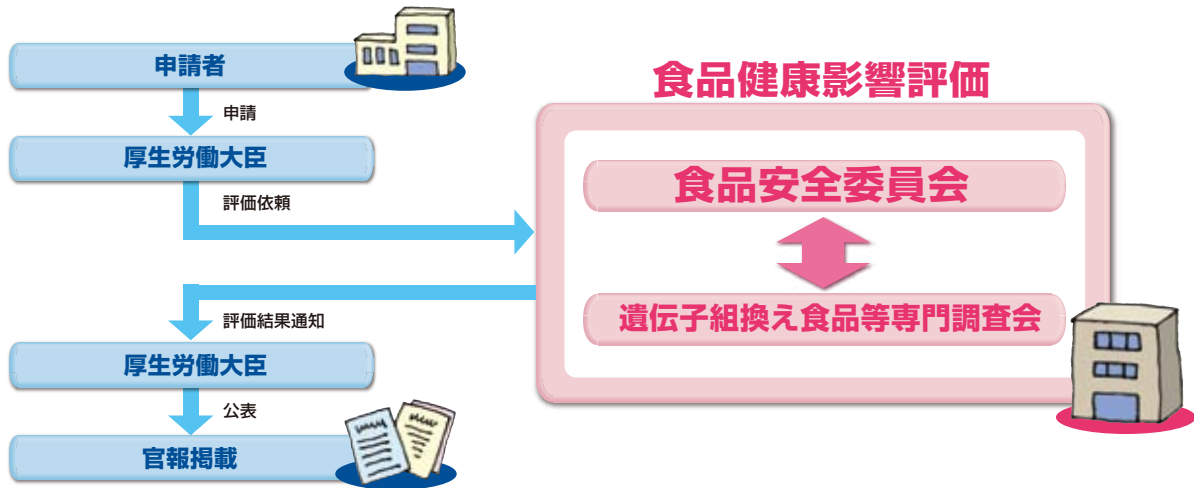 申請者
申請
厚生労働大臣
評価依頼
食品健康影響評価
食品安全委員会
遺伝子組換え食品等専門調査会
評価結果通知
厚生労働大臣
公表
官報掲載